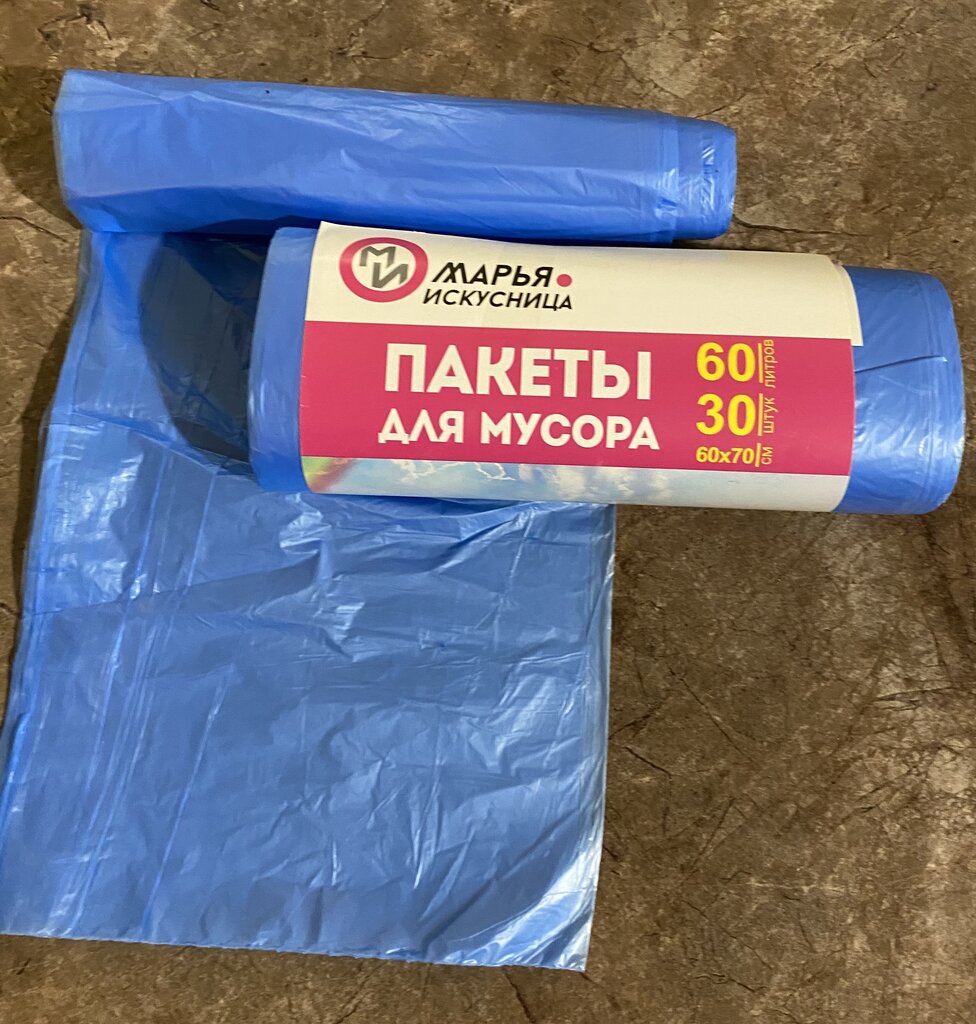 МИ
МАРЬЯ
ИСКУСНИЦА
ПАКЕТЫ
ДЛЯ МУСОРА
60 литров
30 штук
60x70 см